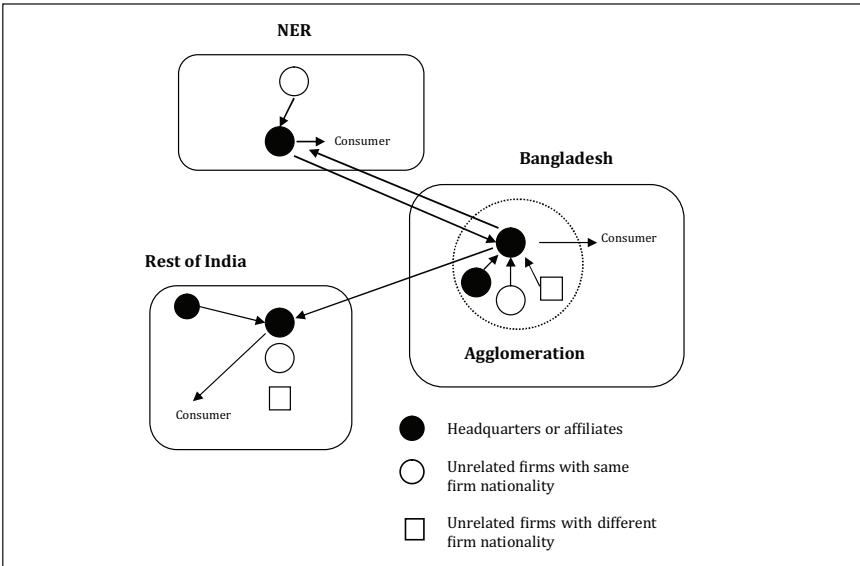 NER
Consumer
Bangladesh
Consumer
Agglomeration
Rest of India
Consumer
Headquarters or affiliates
Unrelated firms with same
firm nationality
Unrelated firms with different
firm nationality